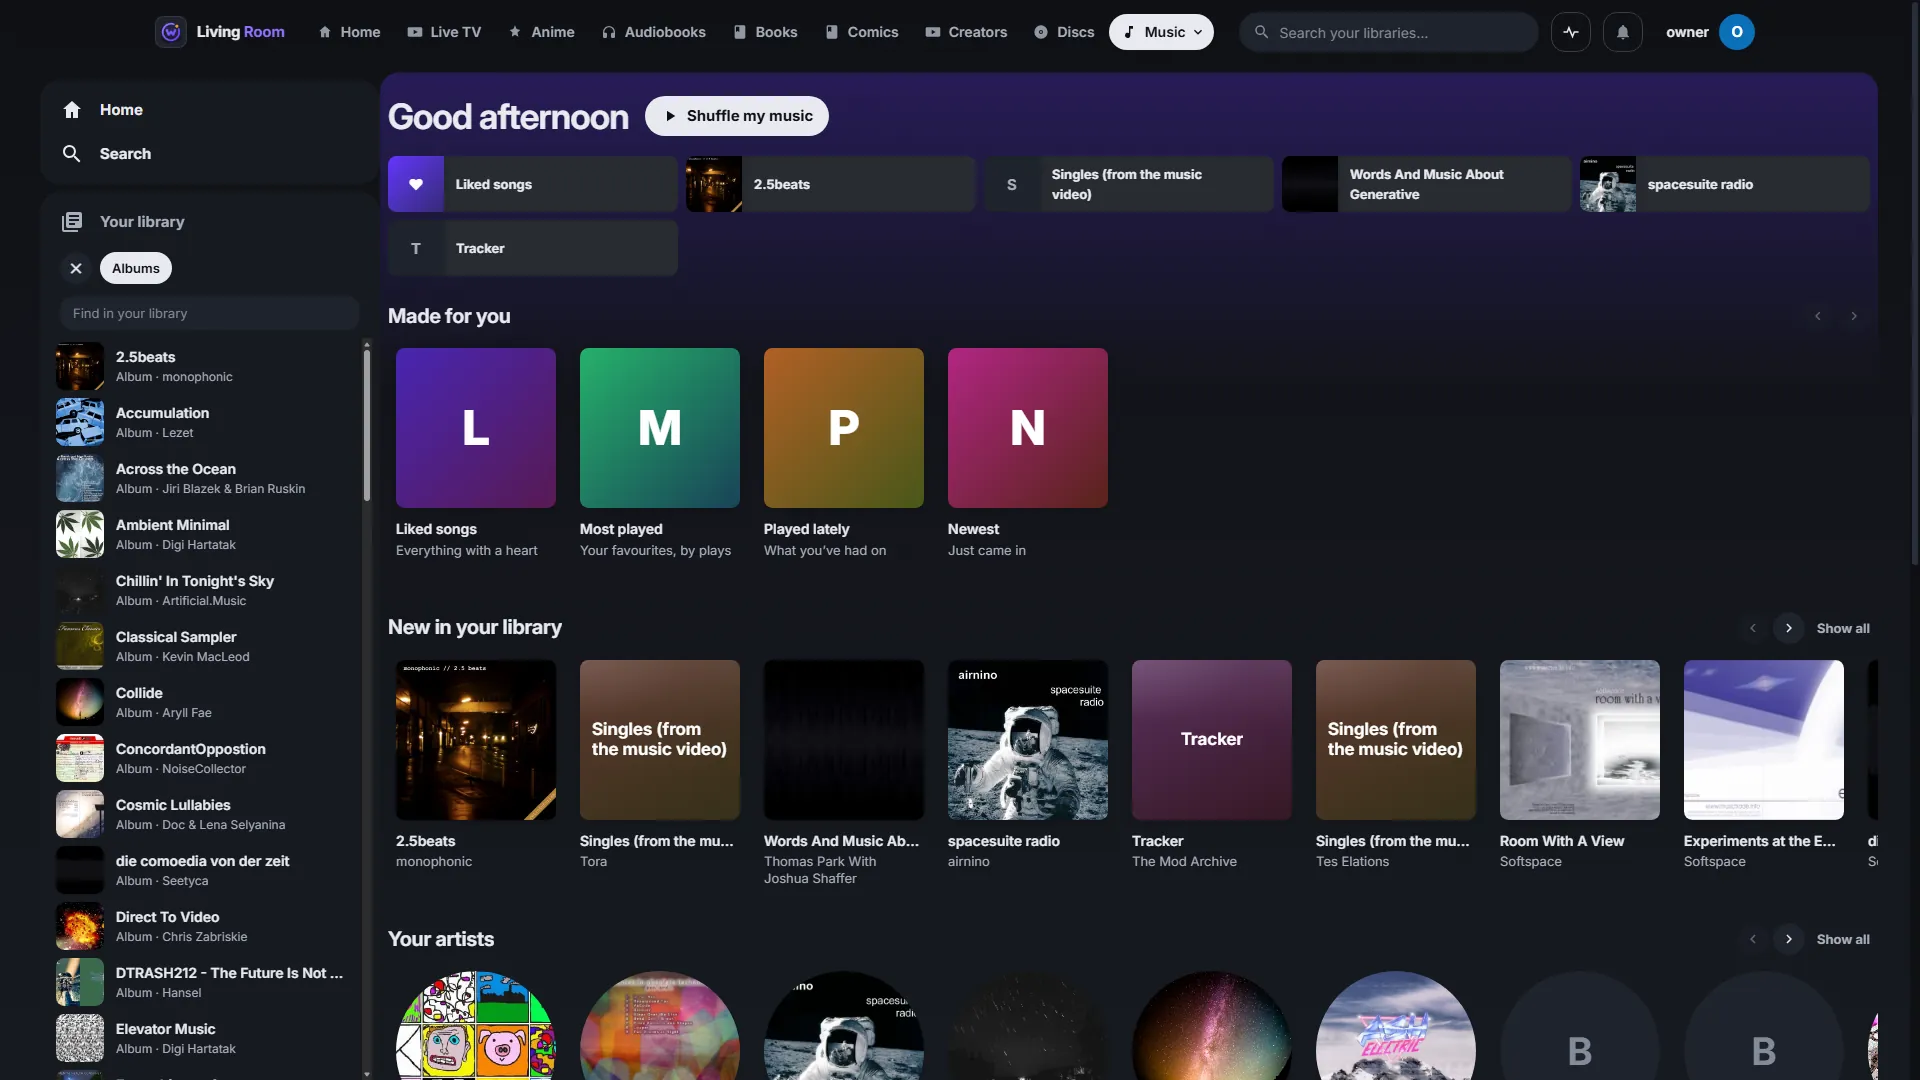 Living Room
Home
Live TV
Anime
Audiobooks
Books
Comics
Creators
Discs
Music
Search your libraries...
owner
O
Home
Search
Your library
Albums
Find in your library
2.5beats
Album · monophonic
Accumulation
Album · Lezet
Across the Ocean
Album · Jiri Blazek & Brian Ruskin
Ambient Minimal
Album · Digi Hartatak
Chillin' In Tonight's Sky
Album · Artificial.Music
Classical Sampler
Album · Kevin MacLeod
Collide
Album · Aryll Fae
ConcordantOppostion
Album · NoiseCollector
Cosmic Lullabies
Album · Doc & Lena Selyanina
die comoedia von der zeit
Album · Seetyca
Direct To Video
Album · Chris Zabriskie
DTRASH212 - The Future Is Not ...
Album · Hansel
Elevator Music
Album · Digi Hartatak
Good afternoon
Shuffle my music
Liked songs
2.5beats
S
Singles (from the music
video)
Words And Music About
Generative
spacesuite radio
T
Tracker
Made for you
L
M
P
N
Liked songs
Everything with a heart
Most played
Your favourites, by plays
Played lately
What you've had on
Newest
Just came in
New in your library
Show all
monophonic // 2.5 beats
Singles (from
the music video)
airnino
spacesuite
radio
Tracker
Singles (from
the music video)
room with a v
2.5beats
monophonic
Singles (from the mu...
Tora
Words And Music Ab...
Thomas Park With
Joshua Shaffer
spacesuite radio
airnino
Tracker
The Mod Archive
Singles (from the mu...
Tes Elations
Room With A View
Softspace
Experiments at the E...
Softspace
Your artists
Show all
ELECTRIC
B
B